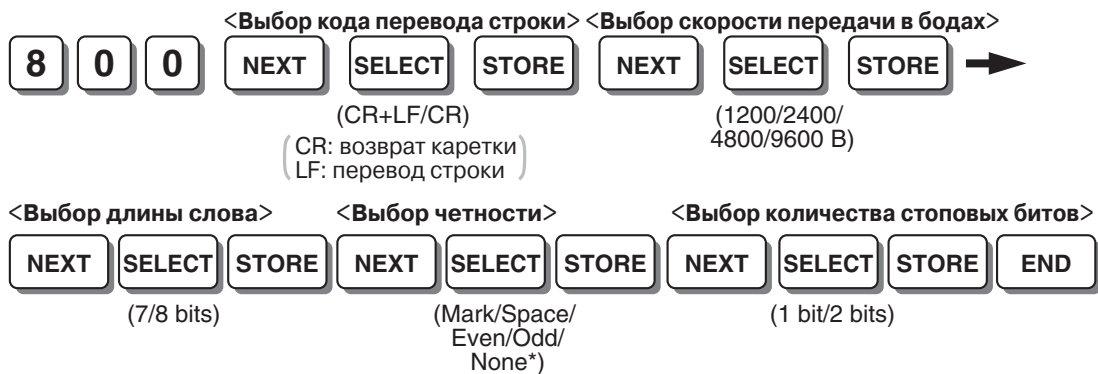 <Выбор кода перевода строки> <Выбор скорости передачи в бодах>
8 0 0 NEXT SELECT STORE NEXT SELECT STORE
(CR+LF/CR) (1200/2400/
4800/9600 B)
CR: возврат каретки
LF: перевод строки
<Выбор длины слова> <Выбор четности> <Выбор количества стоповых битов>
NEXT SELECT STORE NEXT SELECT STORE NEXT SELECT STORE END
(7/8 bits) (Mark/Space/ (1 bit/2 bits)
Even/Odd/
None*)